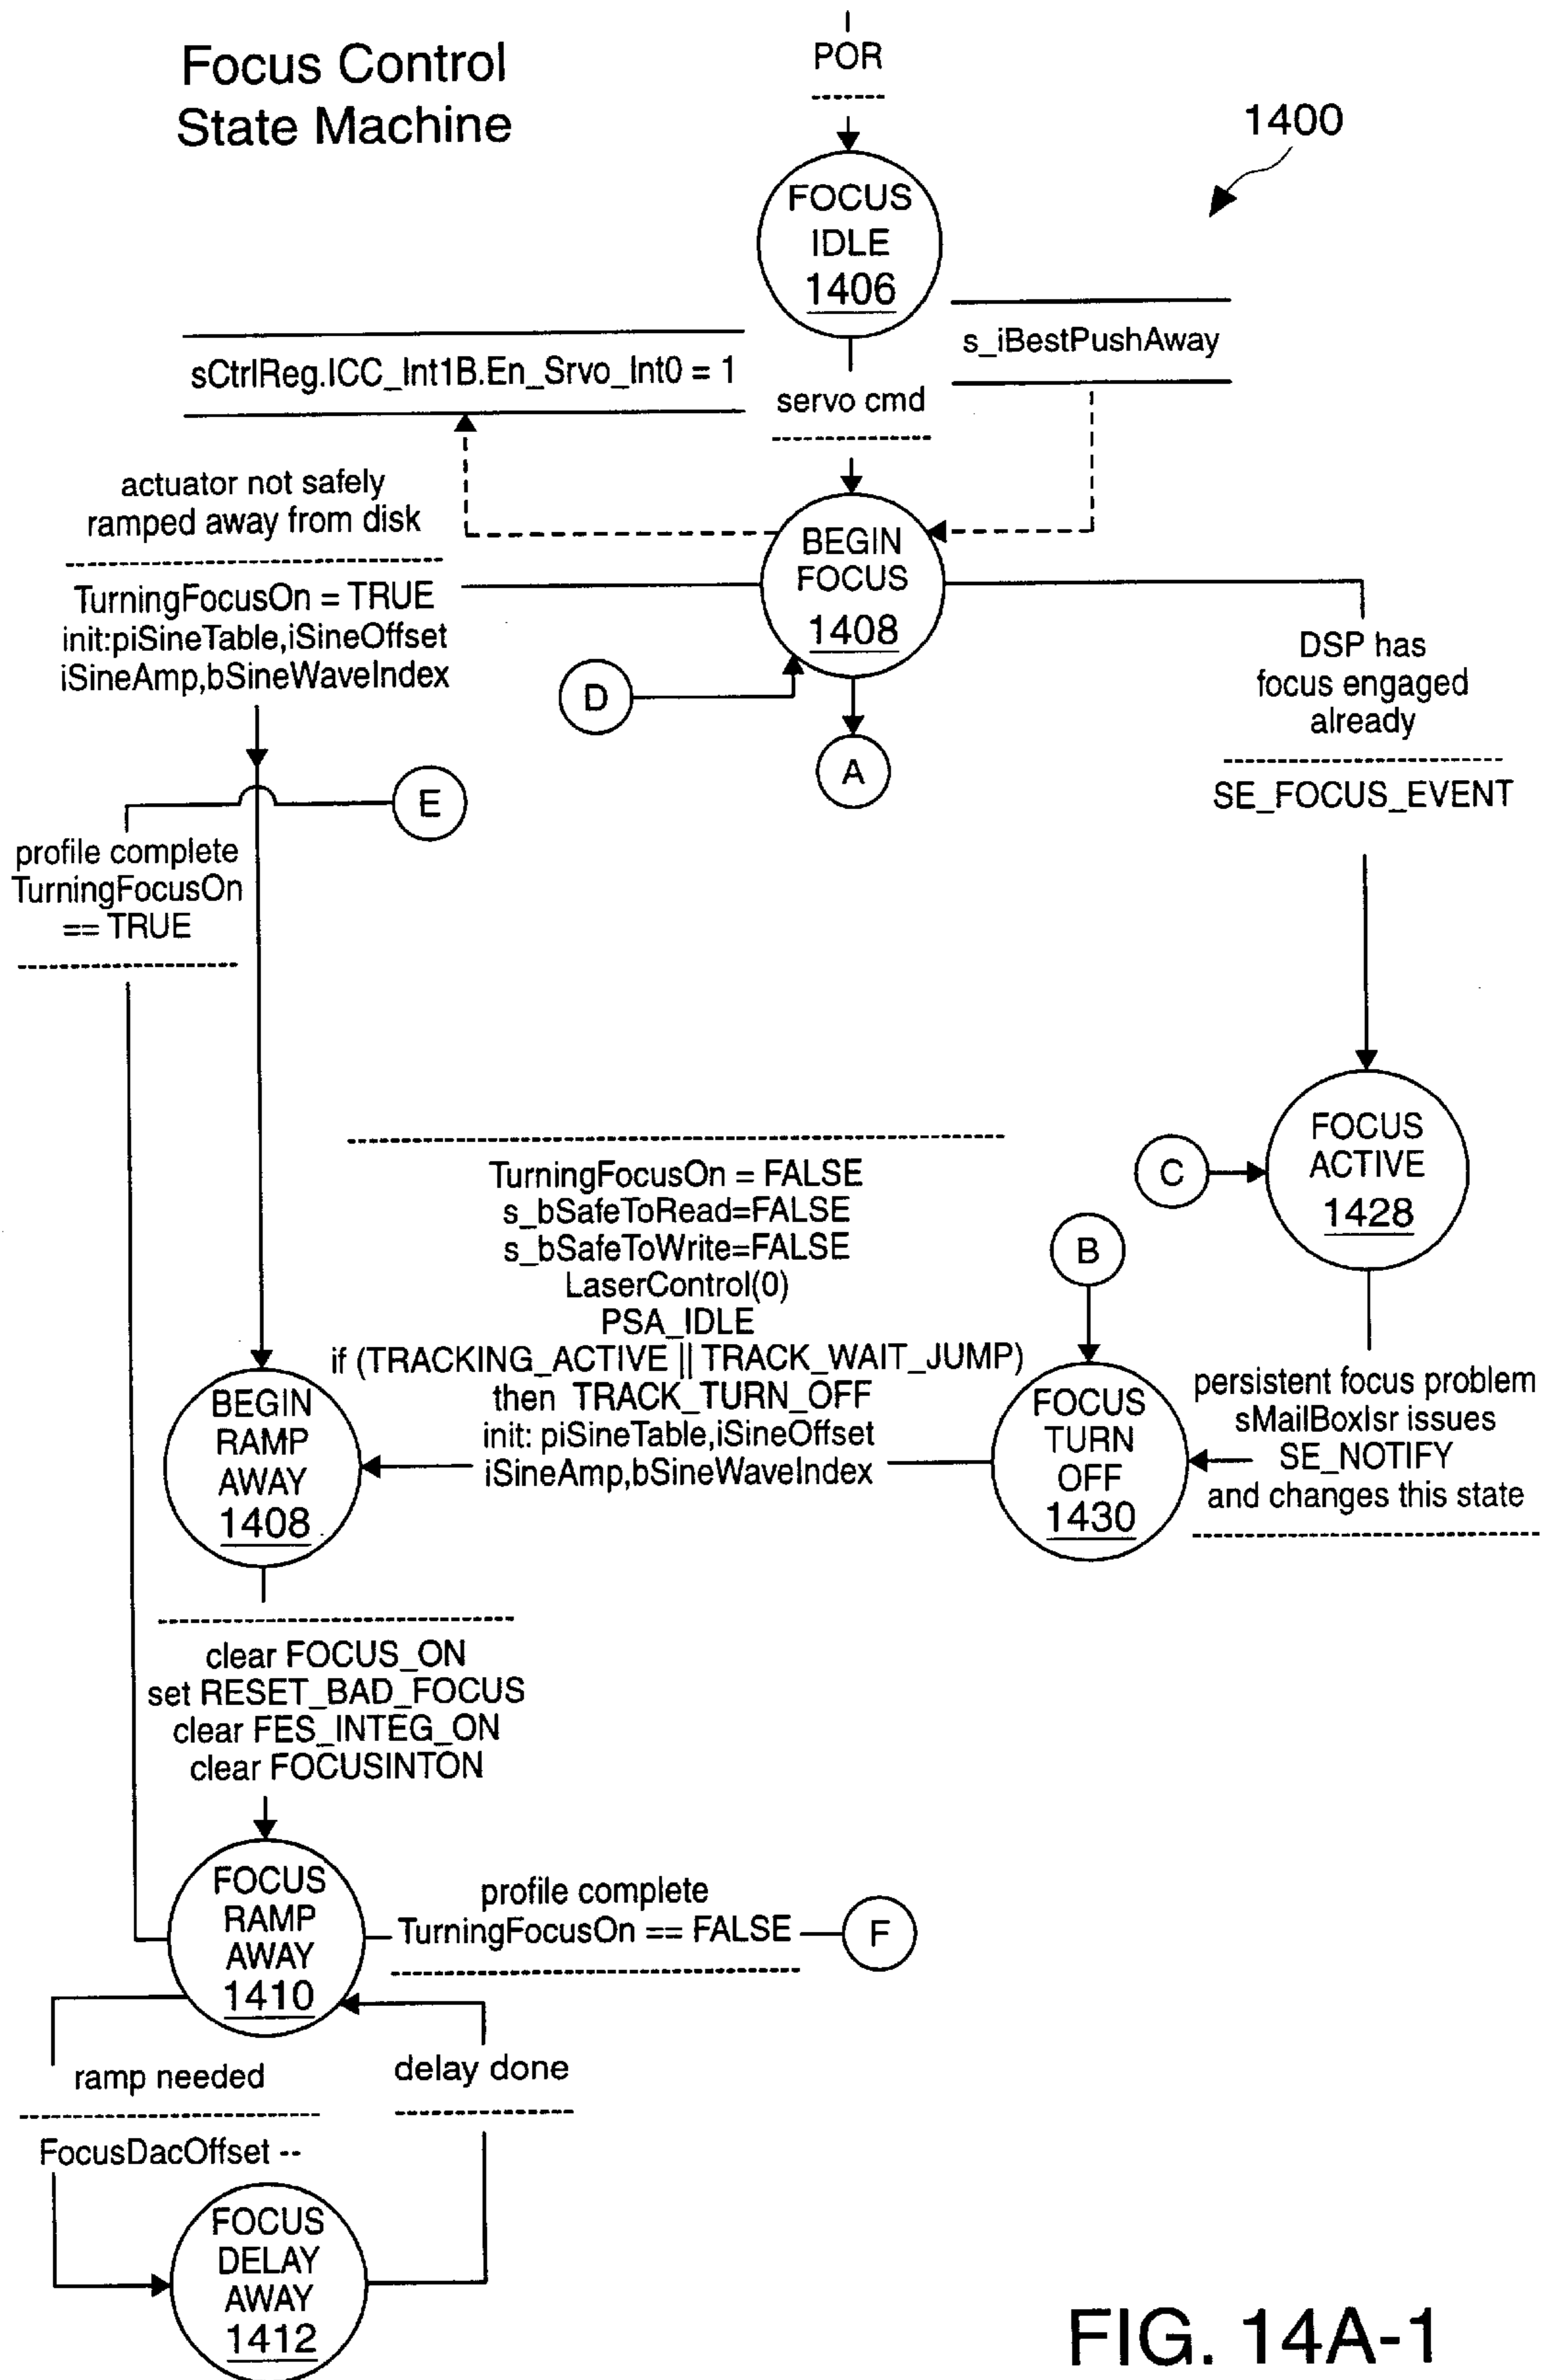 Focus Control
State Machine
POR
1400
FOCUS
IDLE
1406
s_iBestPushAway
sCtrlReg.ICC_Int1B.En_Srvo_Int0 = 1
servo cmd
actuator not safely
ramped away from disk
BEGIN
FOCUS
1408
TurningFocusOn = TRUE
init:piSineTable,iSineOffset
iSineAmp,bSineWaveIndex
DSP has
focus engaged
already
D
A
SE_FOCUS_EVENT
E
profile complete
TurningFocusOn
== TRUE
FOCUS
ACTIVE
1428
C
B
TurningFocusOn = FALSE
s_bSafeToRead=FALSE
s_bSafeToWrite=FALSE
LaserControl(0)
PSA_IDLE
if (TRACKING_ACTIVE || TRACK_WAIT_JUMP)
then TRACK_TURN_OFF
init: piSineTable,iSineOffset
iSineAmp,bSineWaveIndex
BEGIN
RAMP
AWAY
1408
FOCUS
TURN
OFF
1430
persistent focus problem
sMailBoxIsr issues
SE_NOTIFY
and changes this state
clear FOCUS_ON
set RESET_BAD_FOCUS
clear FES_INTEG_ON
clear FOCUSINTON
FOCUS
RAMP
AWAY
1410
profile complete
TurningFocusOn == FALSE
F
ramp needed
delay done
FocusDacOffset --
FOCUS
DELAY
AWAY
1412
FIG. 14A-1